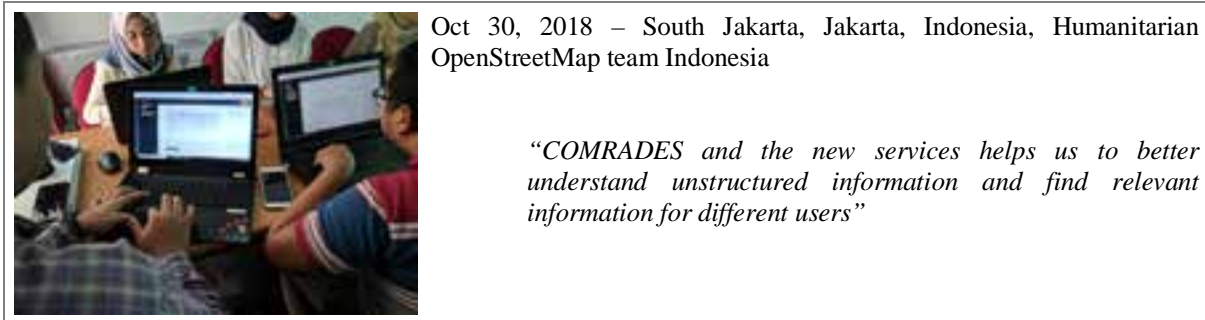 Oct 30, 2018 – South Jakarta, Jakarta, Indonesia, Humanitarian
OpenStreetMap team Indonesia
“COMRADES and the new services helps us to better
understand unstructured information and find relevant
information for different users”